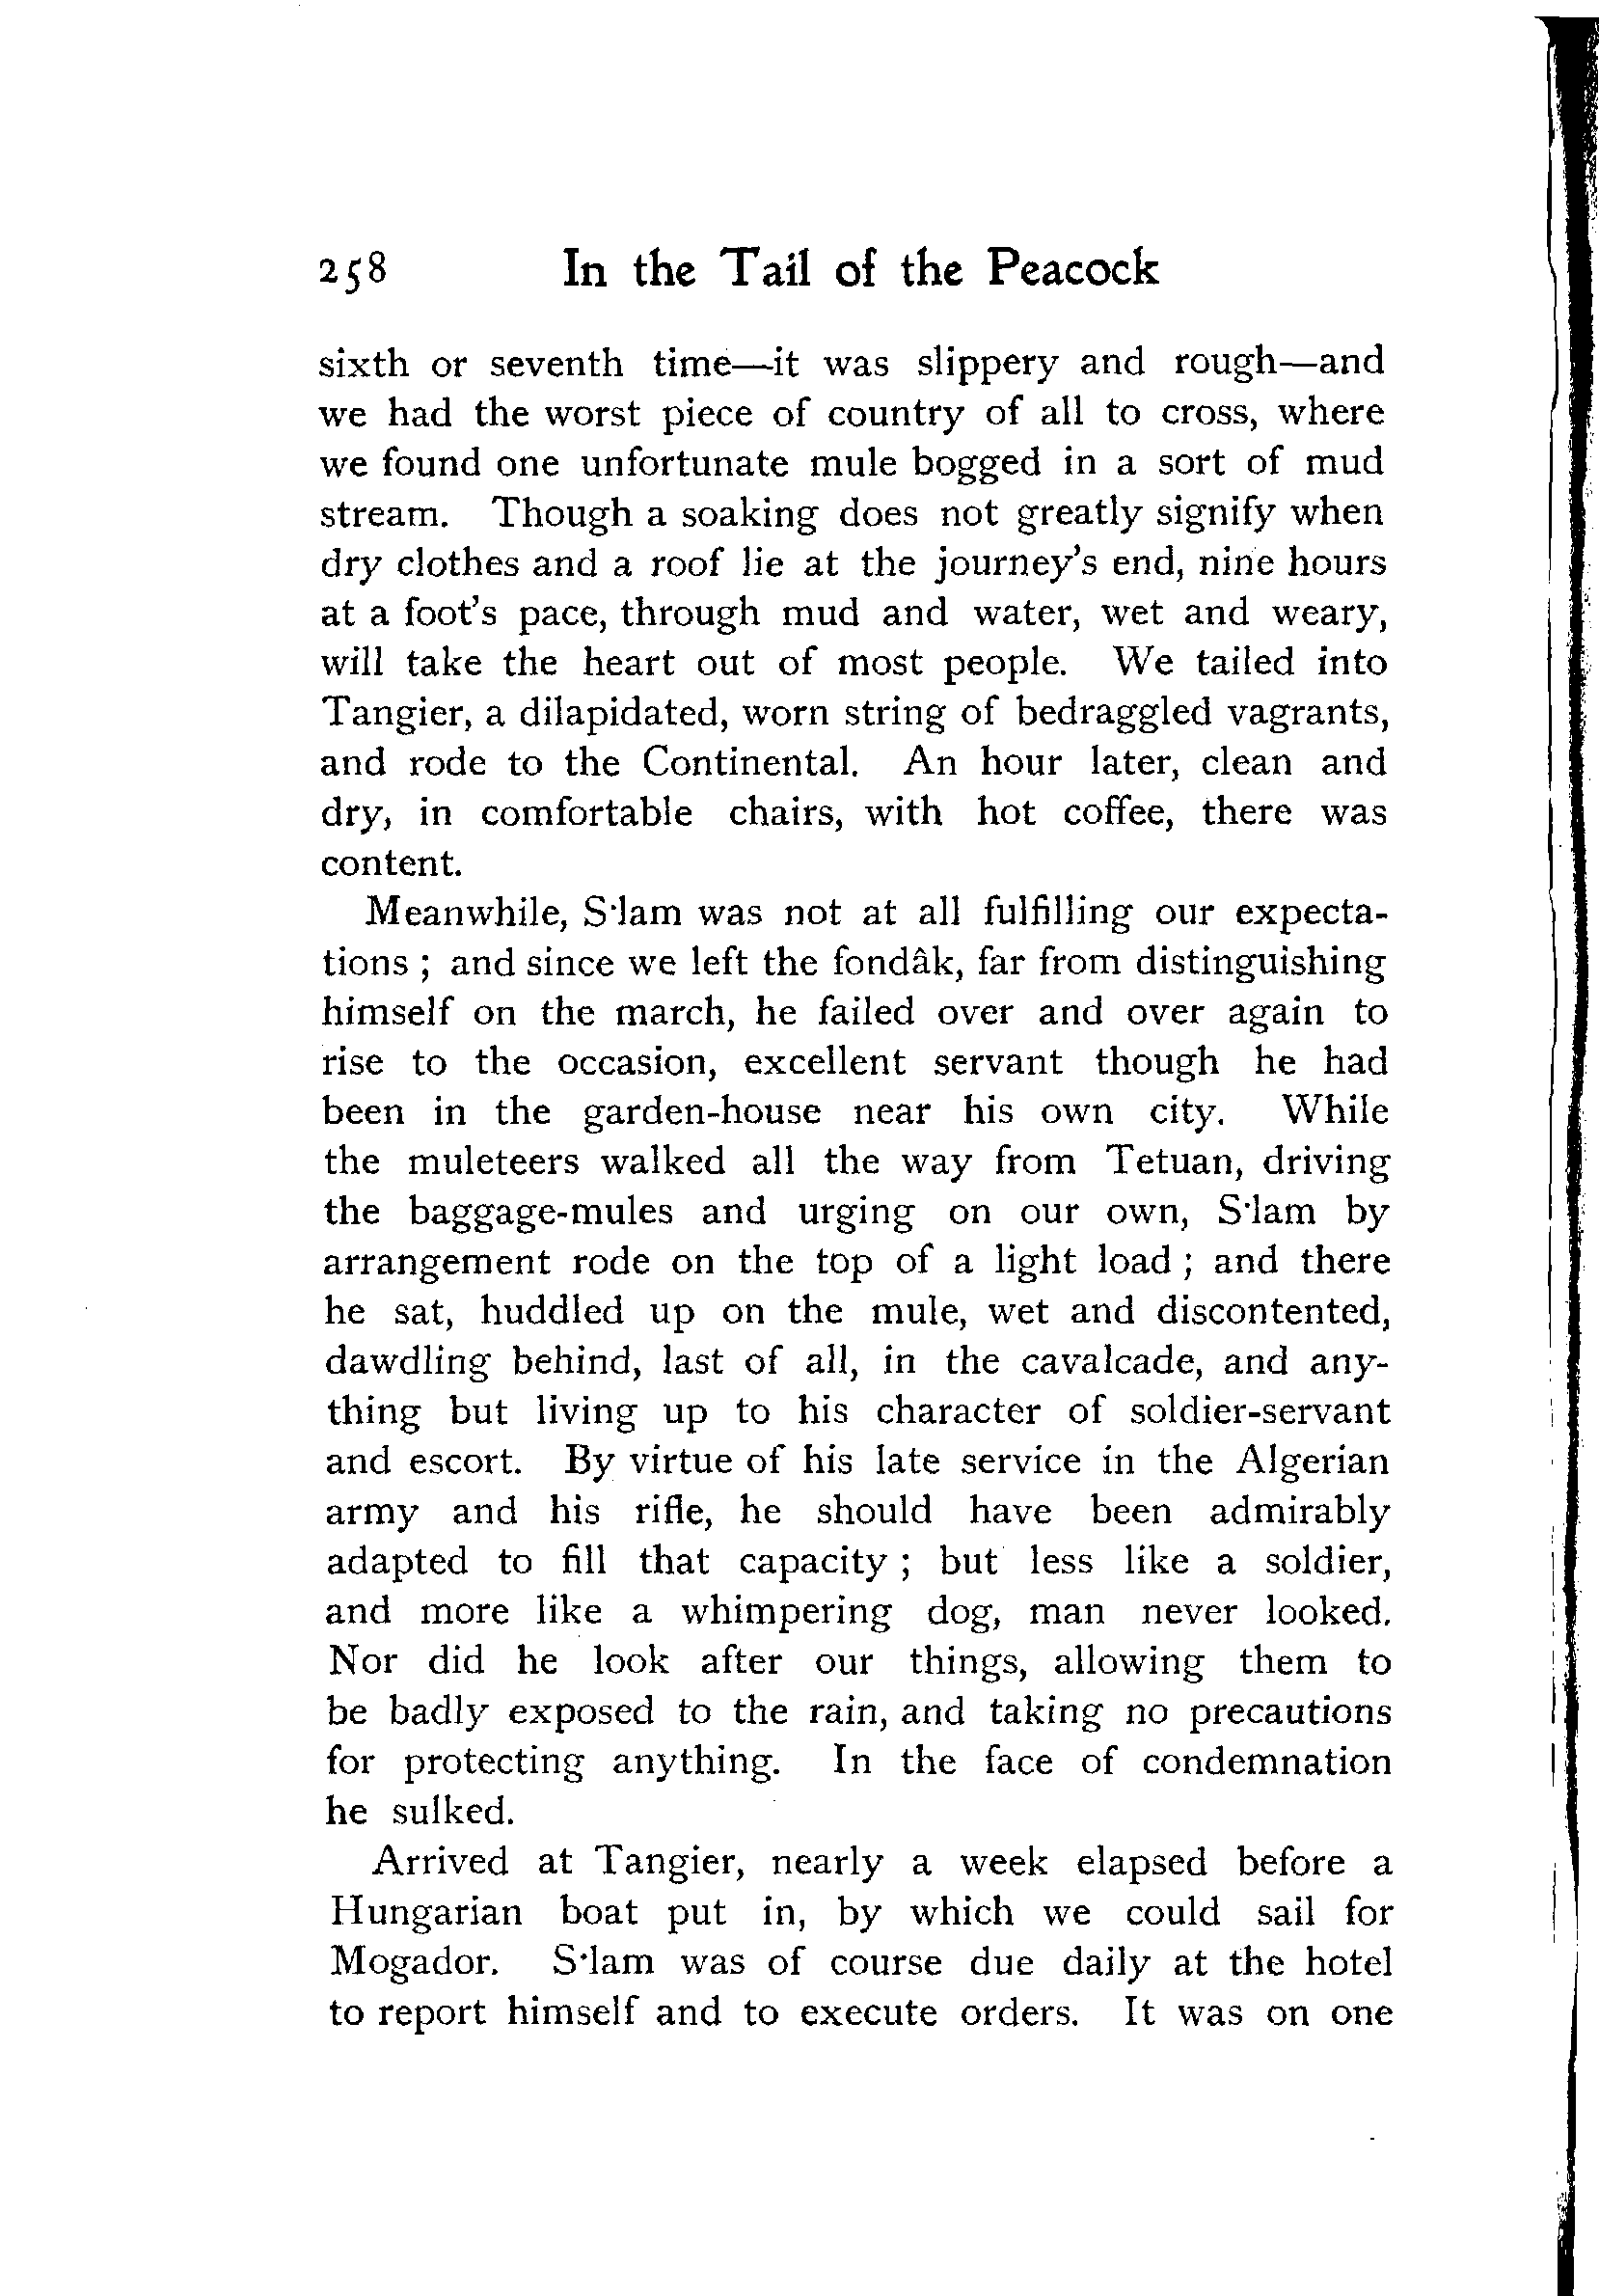 258 In the Tail of the Peacock
sixth or seventh time—it was slippery and rough—and
we had the worst piece of country of all to cross, where
we found one unfortunate mule bogged in a sort of mud
stream. Though a soaking does not greatly signify when
dry clothes and a roof lie at the journey's end, nine hours
at a foot's pace, through mud and water, wet and weary,
will take the heart out of most people. We tailed into
Tangier, a dilapidated, worn string of bedraggled vagrants,
and rode to the Continental. An hour later, clean and
dry, in comfortable chairs, with hot coffee, there was
content.
Meanwhile, S'lam was not at all fulfilling our expecta-
tions ; and since we left the fondâk, far from distinguishing
himself on the march, he failed over and over again to
rise to the occasion, excellent servant though he had
been in the garden-house near his own city. While
the muleteers walked all the way from Tetuan, driving
the baggage-mules and urging on our own, S'lam by
arrangement rode on the top of a light load ; and there
he sat, huddled up on the mule, wet and discontented,
dawdling behind, last of all, in the cavalcade, and any-
thing but living up to his character of soldier-servant
and escort. By virtue of his late service in the Algerian
army and his rifle, he should have been admirably
adapted to fill that capacity ; but less like a soldier,
and more like a whimpering dog, man never looked.
Nor did he look after our things, allowing them to
be badly exposed to the rain, and taking no precautions
for protecting anything. In the face of condemnation
he sulked.
Arrived at Tangier, nearly a week elapsed before a
Hungarian boat put in, by which we could sail for
Mogador. S'lam was of course due daily at the hotel
to report himself and to execute orders. It was on one